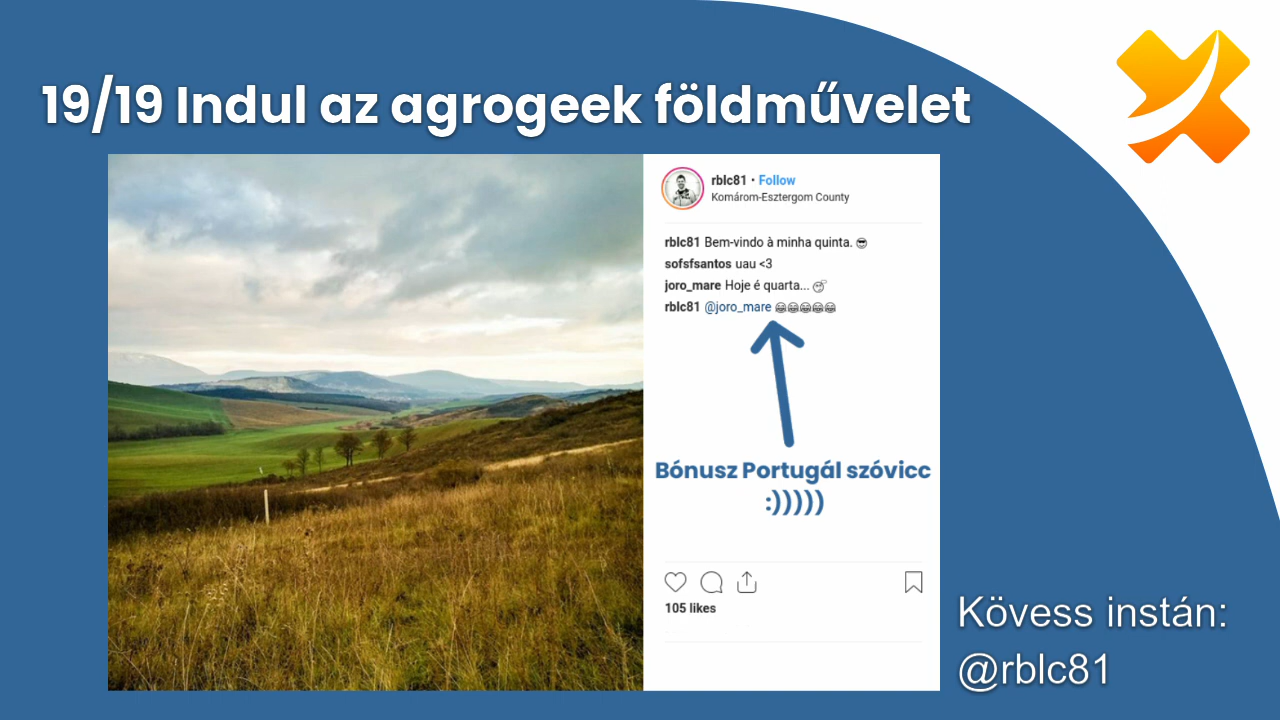 19/19 Indul az agrogeek földművelet
rblc81 • Follow
Komárom-Esztergom County
rblc81 Bem-vindo à minha quinta. 😎
sofsfsantos uau <3
joro_mare Hoje é quarta... 😴
rblc81 @joro_mare 😂😂😂😂😂
Bónusz Portugál szóvicc
:)))))
105 likes
Kövess instán:
@rblc81